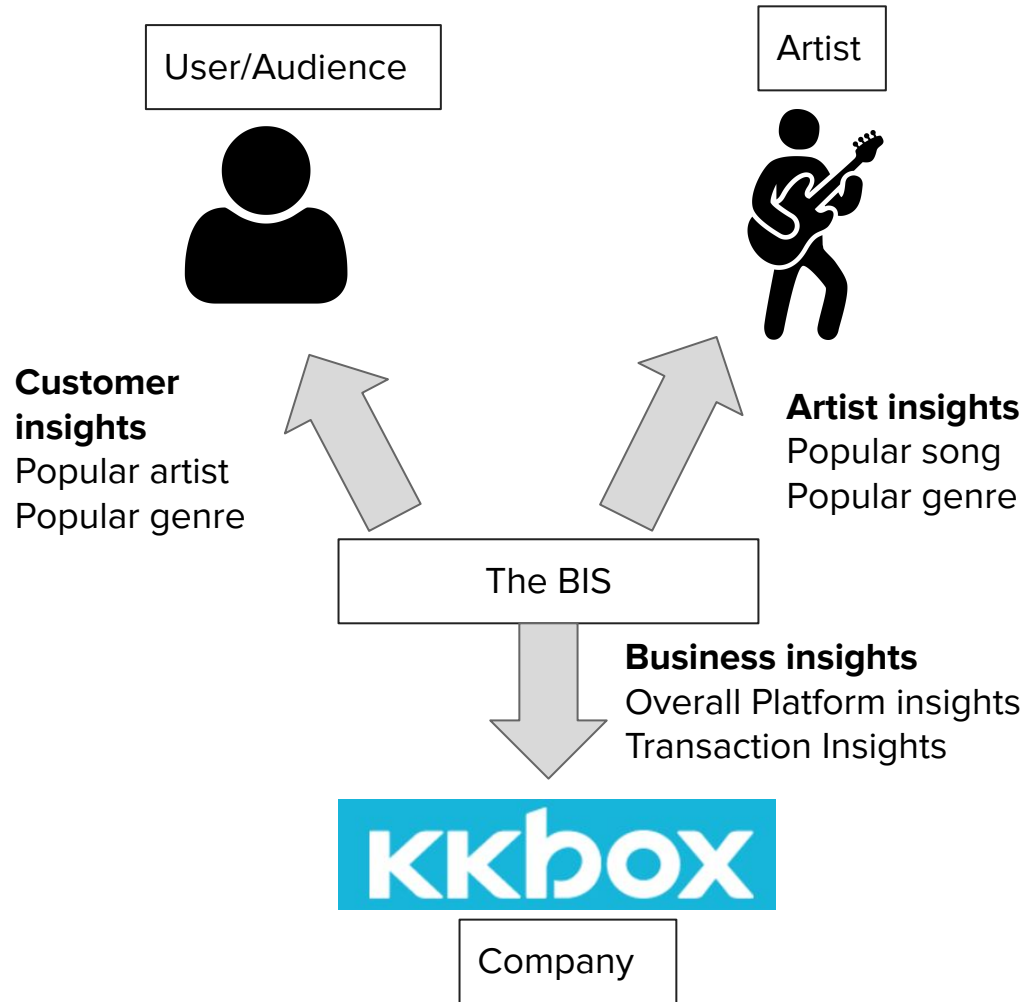 User/Audience
Artist
Customer
insights
Popular artist
Popular genre
Artist insights
Popular song
Popular genre
The BIS
Business insights
Overall Platform insights
Transaction Insights
KKbox
Company